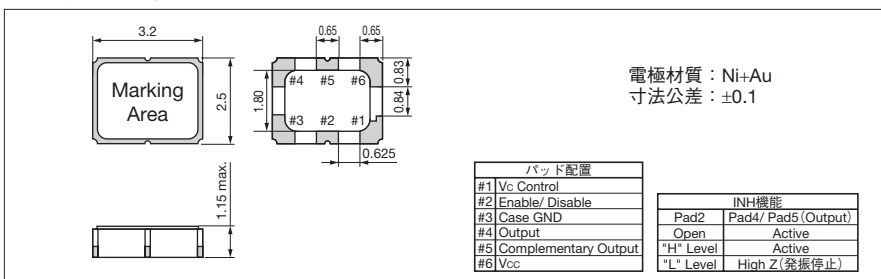 3.2
0.65
0.65
Marking
Area
2.5
1.80
#4 #5 #6
#3 #2 #1
0.83
0.84
0.625
1.15 max.
電極材質：Ni+Au
寸法公差：±0.1
パッド配置
#1 Vc Control
#2 Enable/ Disable
#3 Case GND
#4 Output
#5 Complementary Output
#6 Vcc
INH機能
Pad2 Pad4/ Pad5(Output)
Open Active
"H" Level Active
"L" Level High Z(発振停止)